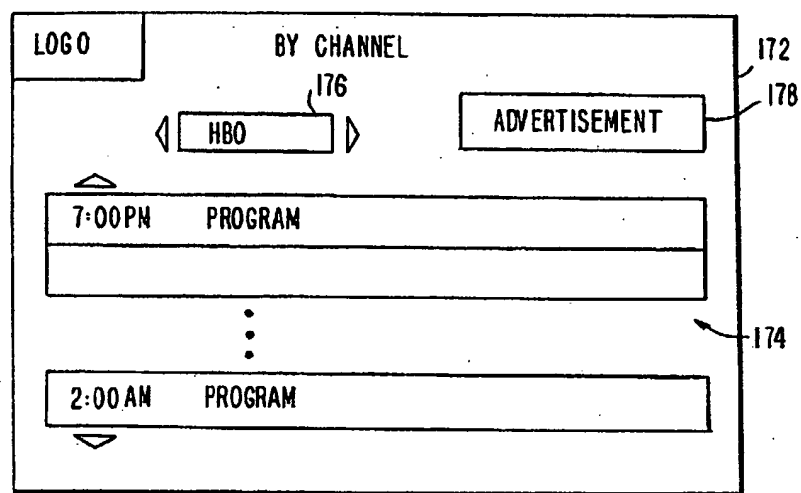 LOGO
BY CHANNEL
172
176
178
HBO
ADVERTISEMENT
7:00PM PROGRAM
174
2:00AM PROGRAM